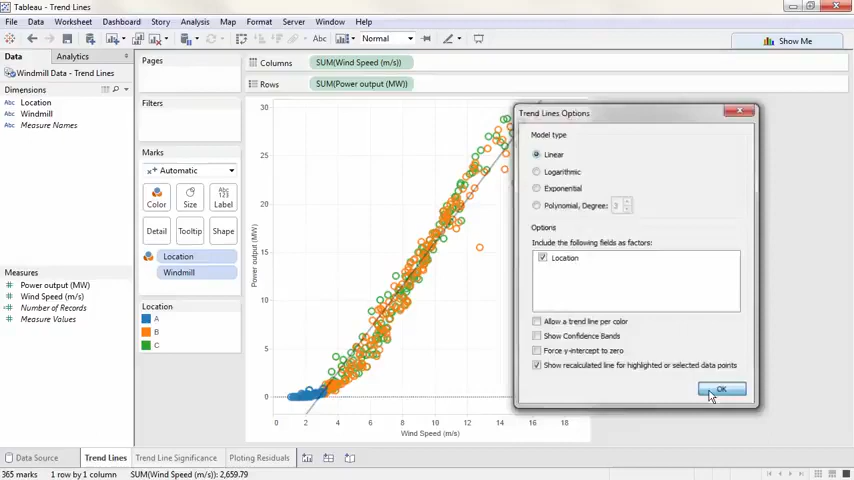 Tableau - Trend Lines
File Data Worksheet Dashboard Story Analysis Map Format Server Window Help
Abc Normal Show Me
Data Analytics
Windmill Data - Trend Lines
Dimensions
Abc Location
Abc Windmill
Abc Measure Names
Measures
# Power output (MW)
# Wind Speed (m/s)
# Number of Records
# Measure Values
Pages
Filters
Marks
Automatic
Color Size Label
Detail Tooltip Shape
Location
Windmill
Location
A
B
C
Columns SUM(Wind Speed (m/s))
Rows SUM(Power output (MW))
30
25
20
15
10
5
0
Power output (MW)
0 2 4 6 8 10 12 14 16 18
Wind Speed (m/s)
Trend Lines Options
Model type
Linear
Logarithmic
Exponential
Polynomial, Degree: 3
Options
Include the following fields as factors:
Location
Allow a trend line per color
Show Confidence Bands
Force y-intercept to zero
Show recalculated line for highlighted or selected data points
OK
Data Source Trend Lines Trend Line Significance Ploting Residuals
365 marks 1 row by 1 column SUM(Wind Speed (m/s)): 2,659.79